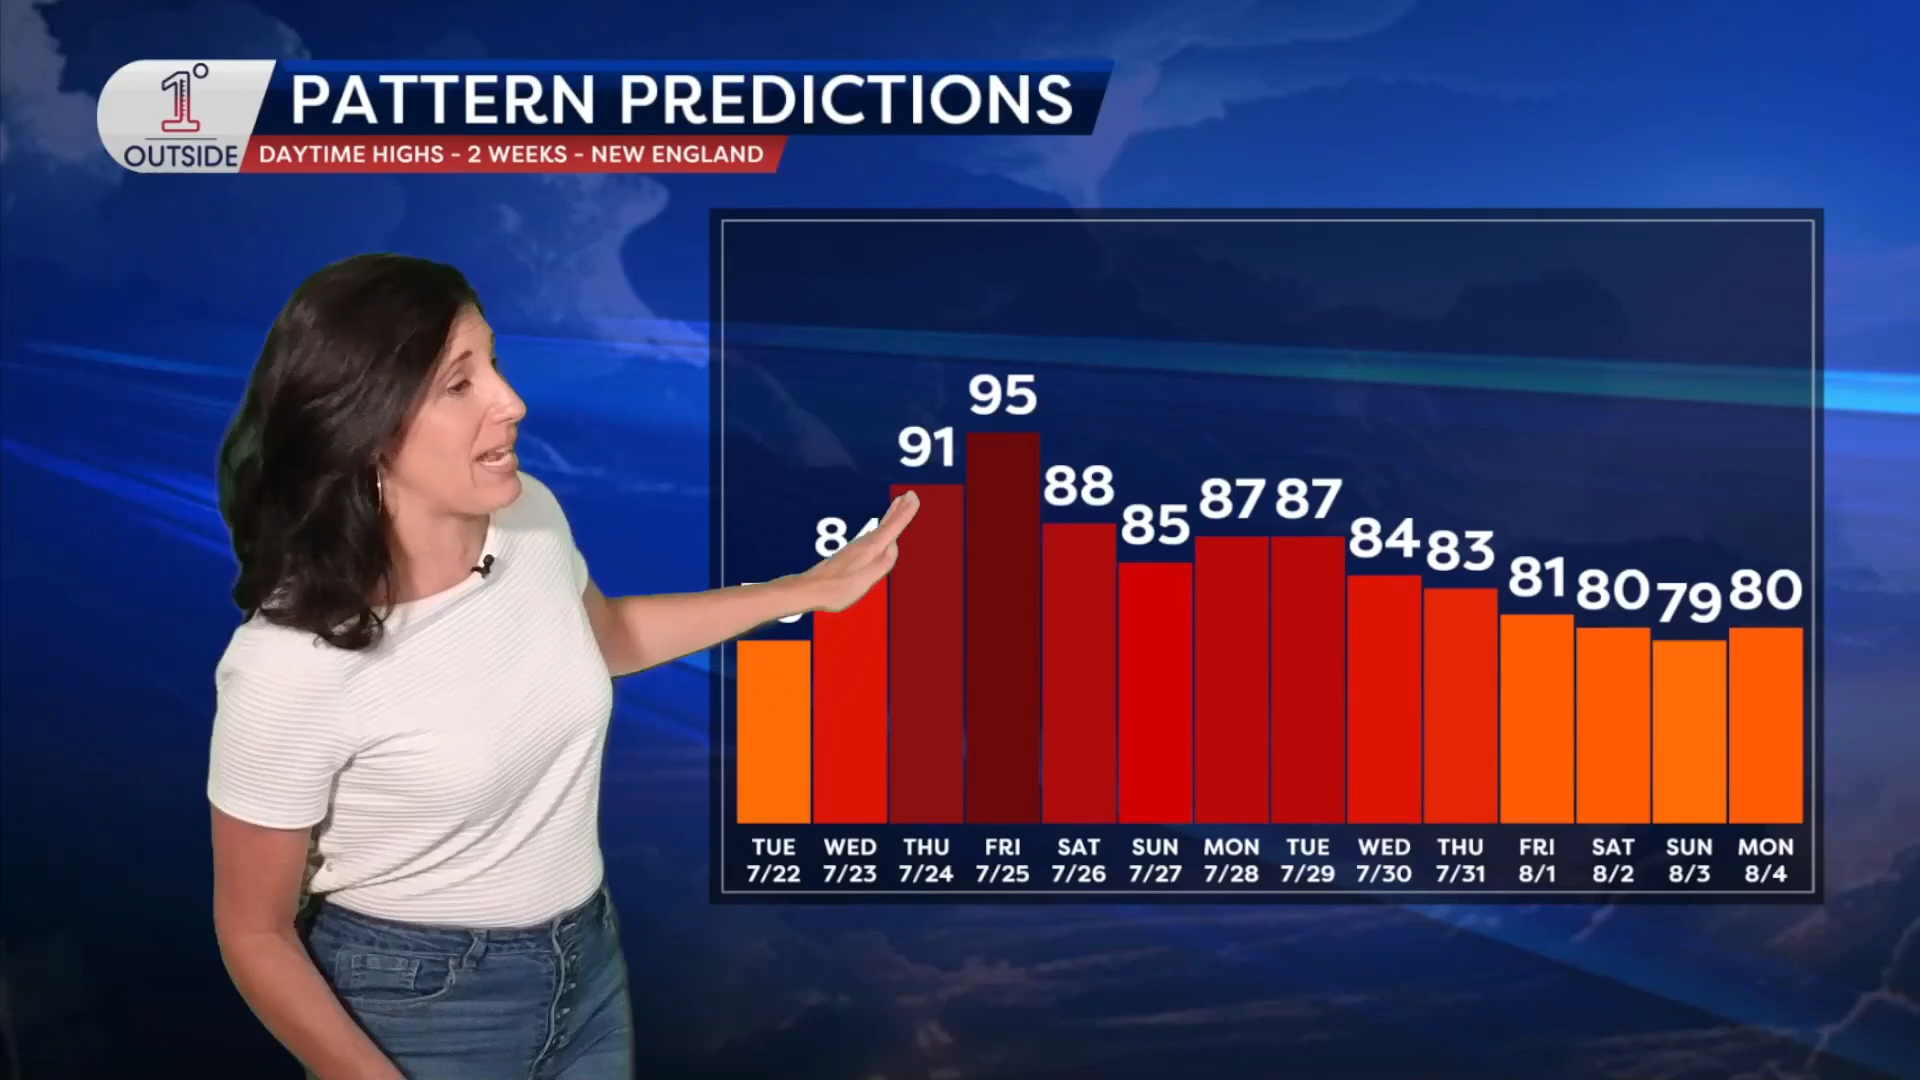 1°
OUTSIDE
PATTERN PREDICTIONS
DAYTIME HIGHS - 2 WEEKS - NEW ENGLAND
84 91 95 88 85 87 87 84 83 81 80 79 80
TUE WED THU FRI SAT SUN MON TUE WED THU FRI SAT SUN MON
7/22 7/23 7/24 7/25 7/26 7/27 7/28 7/29 7/30 7/31 8/1 8/2 8/3 8/4